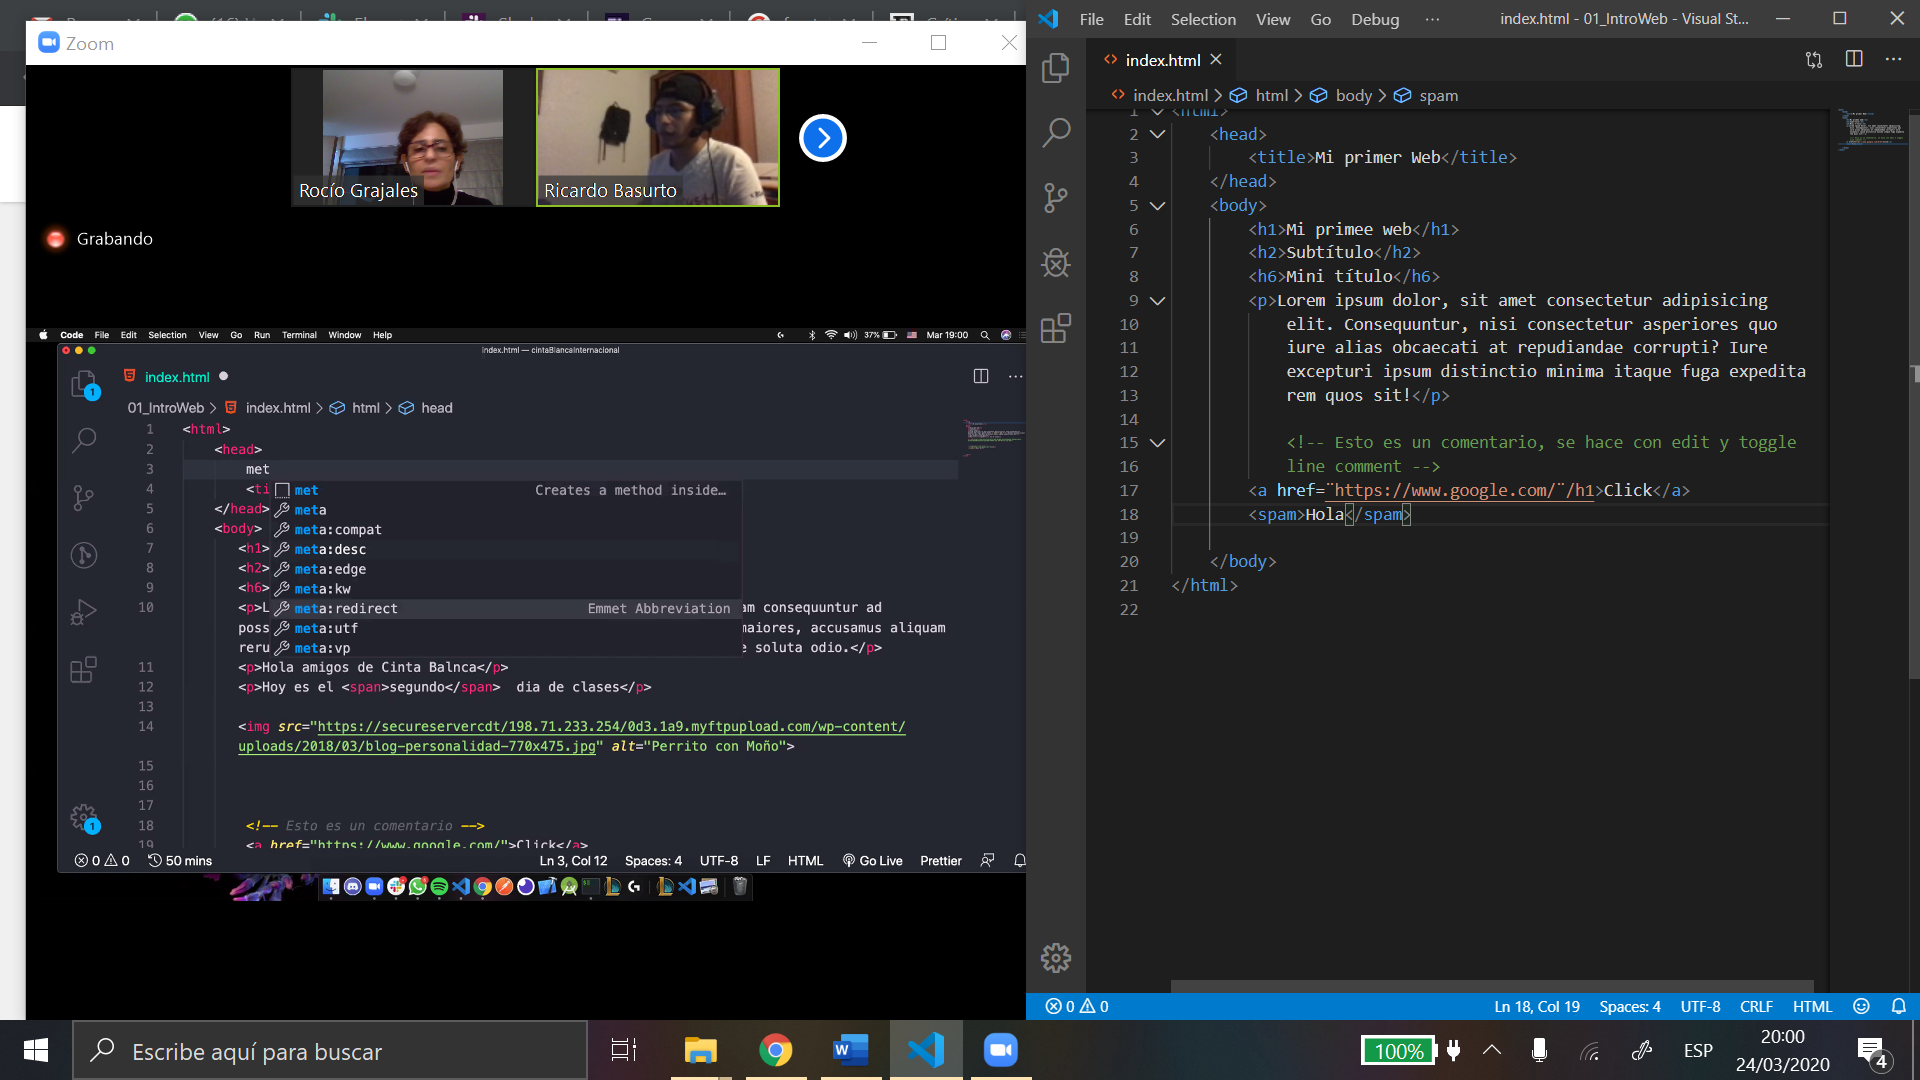 Zoom
Rocío Grajales
Ricardo Basurto
Grabando
Code File Edit Selection View Go Run Terminal Window Help
37% Mar 19:00
index.html — cintaBlancaInternacional
index.html
01_IntroWeb > index.html > html > head
1 <html>
2 <head>
3 met
4 <ti
5 </head>
6 <body>
7 <h1>
8 <h2>
9 <h6>
10 <p>L
am consequuntur ad
poss
maiores, accusamus aliquam
reru
e soluta odio.</p>
met Creates a method inside…
meta
meta:compat
meta:desc
meta:edge
meta:kw
meta:redirect Emmet Abbreviation
meta:utf
meta:vp
11 <p>Hola amigos de Cinta Balnca</p>
12 <p>Hoy es el <span>segundo</span>  dia de clases</p>
13
14 <img src="https://secureservercdt/198.71.233.254/0d3.1a9.myftpupload.com/wp-content/
uploads/2018/03/blog-personalidad-770x475.jpg" alt="Perrito con Moño">
15
16
17
18 <!-- Esto es un comentario -->
19 <a href="https://www.google.com/">Click</a>
0 0 50 mins Ln 3, Col 12 Spaces: 4 UTF-8 LF HTML Go Live Prettier
File Edit Selection View Go Debug ··· index.html - 01_IntroWeb - Visual St...
index.html
index.html > html > body > spam
1 <html>
2 <head>
3 <title>Mi primer Web</title>
4 </head>
5 <body>
6 <h1>Mi primee web</h1>
7 <h2>Subtítulo</h2>
8 <h6>Mini título</h6>
9 <p>Lorem ipsum dolor, sit amet consectetur adipisicing
10 elit. Consequuntur, nisi consectetur asperiores quo
11 iure alias obcaecati at repudiandae corrupti? Iure
12 excepturi ipsum distinctio minima itaque fuga expedita
13 rem quos sit!</p>
14
15 <!-- Esto es un comentario, se hace con edit y toggle
16 line comment -->
17 <a href=¨https://www.google.com/¨/h1>Click</a>
18 <spam>Hola</spam>
19
20 </body>
21 </html>
22
0 0 Ln 18, Col 19 Spaces: 4 UTF-8 CRLF HTML
Escribe aquí para buscar
100% ESP
20:00
24/03/2020
4